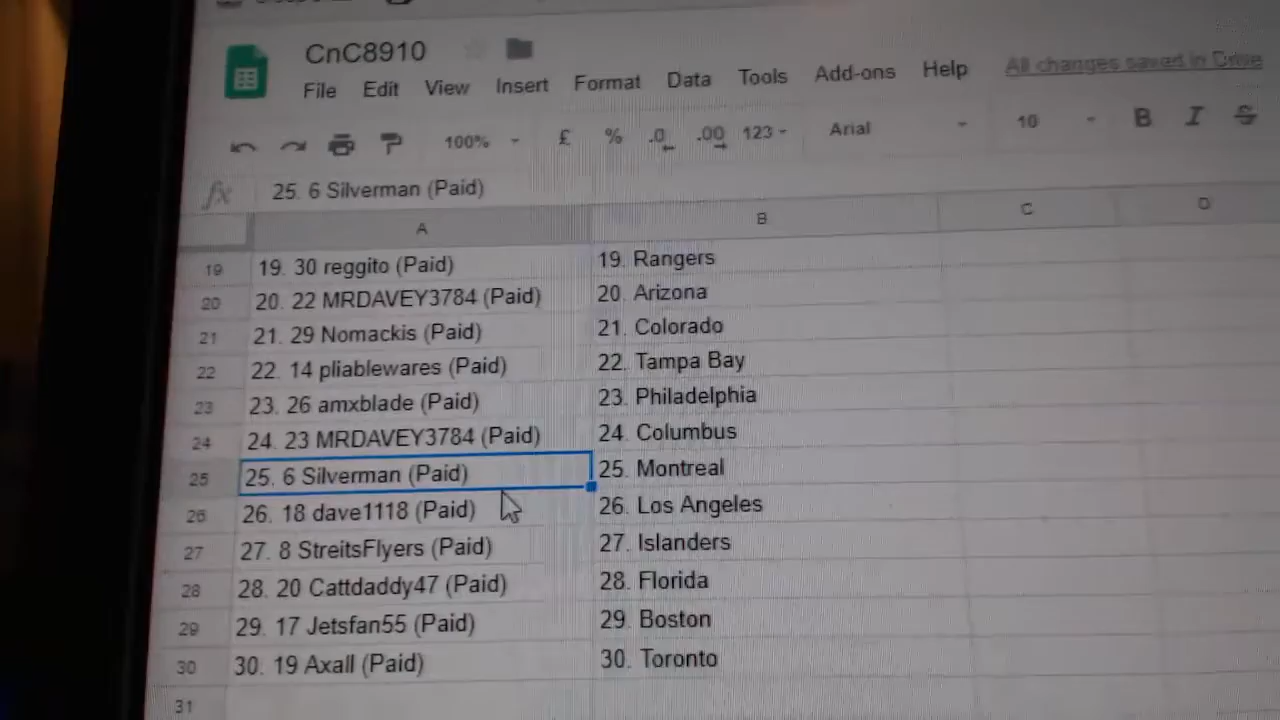 CnC8910
File Edit View Insert Format Data Tools Add-ons Help All changes saved in Drive
100% £ % .0 .00 123 Arial 10 B I S
fx 25. 6 Silverman (Paid)
A B C D
19 19. 30 reggito (Paid) 19. Rangers
20 20. 22 MRDAVEY3784 (Paid) 20. Arizona
21 21. 29 Nomackis (Paid) 21. Colorado
22 22. 14 pliablewares (Paid) 22. Tampa Bay
23 23. 26 amxblade (Paid) 23. Philadelphia
24 24. 23 MRDAVEY3784 (Paid) 24. Columbus
25 25. 6 Silverman (Paid) 25. Montreal
26 26. 18 dave1118 (Paid) 26. Los Angeles
27 27. 8 StreitsFlyers (Paid) 27. Islanders
28 28. 20 Cattdaddy47 (Paid) 28. Florida
29 29. 17 Jetsfan55 (Paid) 29. Boston
30 30. 19 Axall (Paid) 30. Toronto
31